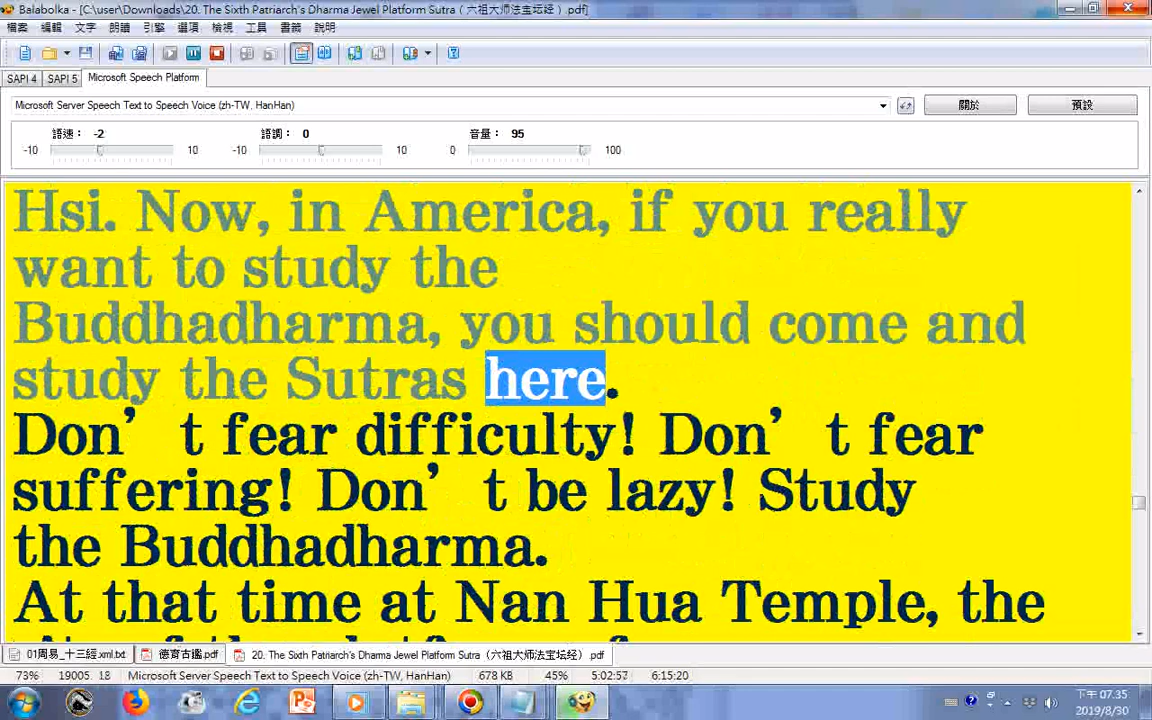 Balabolka - [C:\user\Downloads\20. The Sixth Patriarch's Dharma Jewel Platform Sutra（六祖大师法宝坛经）.pdf]
檔案 編輯 文字 朗讀 引擎 選項 檢視 工具 書籤 說明
SAPI 4 SAPI 5 Microsoft Speech Platform
Microsoft Server Speech Text to Speech Voice (zh-TW, HanHan) 關於 預設
語速： -2 語調： 0 音量： 95
-10 10 -10 10 0 100
Hsi. Now, in America, if you really
want to study the
Buddhadharma, you should come and
study the Sutras here.
Don’t fear difficulty! Don’t fear
suffering! Don’t be lazy! Study
the Buddhadharma.
At that time at Nan Hua Temple, the
01周易_十三經.xml.txt 德育古鑑.pdf 20. The Sixth Patriarch's Dharma Jewel Platform Sutra（六祖大师法宝坛经）.pdf
73% 19005: 18 Microsoft Server Speech Text to Speech Voice (zh-TW, HanHan) 678 KB 45% 5:02:57 6:15:20
下午 07:35
2019/8/30